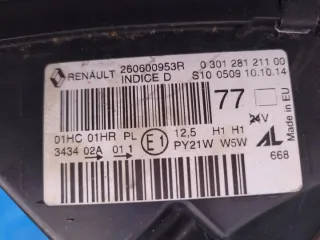 RENAULT 260600953R 0 301 281 211 00
INDICE D S10 0509 10.10.14
77
24V
Made in EU
01HC 01HR PL E1 12,5 H1 H1
3434 02A 01 1 PY21W W5W AL
668